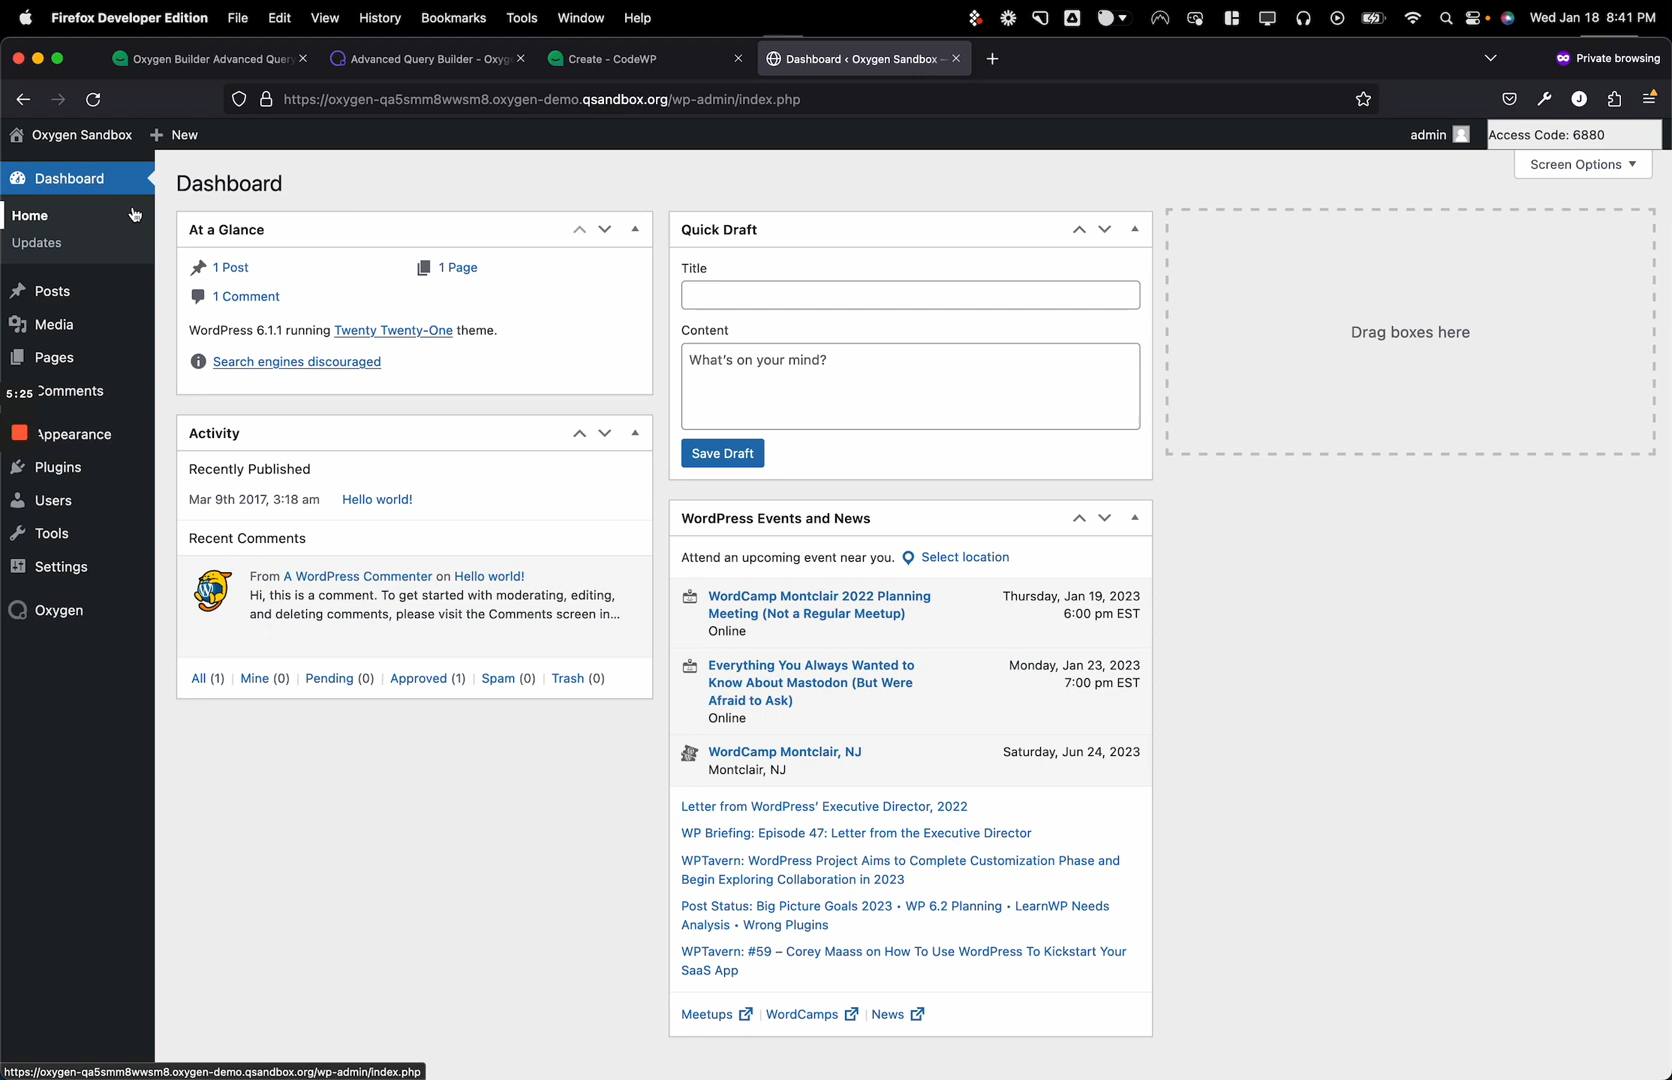 Firefox Developer Edition File Edit View History Bookmarks Tools Window Help Wed Jan 18 8:41 PM
Oxygen Builder Advanced Query Advanced Query Builder - Oxyg Create - CodeWP Dashboard ‹ Oxygen Sandbox — Private browsing
https://oxygen-qa5smm8wwsm8.oxygen-demo.qsandbox.org/wp-admin/index.php
Oxygen Sandbox New admin Access Code: 6880
Screen Options
Dashboard
Home
Updates
Posts
Media
Pages
5:25
Comments
Appearance
Plugins
Users
Tools
Settings
Oxygen
Dashboard
At a Glance
1 Post 1 Page
1 Comment
WordPress 6.1.1 running Twenty Twenty-One theme.
Search engines discouraged
Activity
Recently Published
Mar 9th 2017, 3:18 am Hello world!
Recent Comments
From A WordPress Commenter on Hello world!
Hi, this is a comment. To get started with moderating, editing,
and deleting comments, please visit the Comments screen in…
All (1) | Mine (0) | Pending (0) | Approved (1) | Spam (0) | Trash (0)
Quick Draft
Title
Content
What's on your mind?
Save Draft
WordPress Events and News
Attend an upcoming event near you. Select location
WordCamp Montclair 2022 Planning Thursday, Jan 19, 2023
Meeting (Not a Regular Meetup) 6:00 pm EST
Online
Everything You Always Wanted to Monday, Jan 23, 2023
Know About Mastodon (But Were 7:00 pm EST
Afraid to Ask)
Online
WordCamp Montclair, NJ Saturday, Jun 24, 2023
Montclair, NJ
Letter from WordPress' Executive Director, 2022
WP Briefing: Episode 47: Letter from the Executive Director
WPTavern: WordPress Project Aims to Complete Customization Phase and
Begin Exploring Collaboration in 2023
Post Status: Big Picture Goals 2023 • WP 6.2 Planning • LearnWP Needs
Analysis • Wrong Plugins
WPTavern: #59 – Corey Maass on How To Use WordPress To Kickstart Your
SaaS App
Meetups | WordCamps | News
Drag boxes here
https://oxygen-qa5smm8wwsm8.oxygen-demo.qsandbox.org/wp-admin/index.php